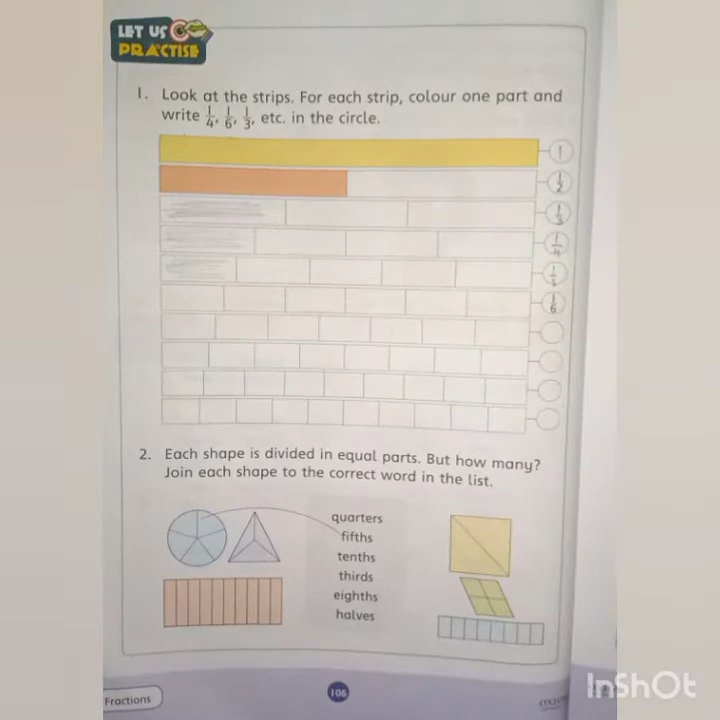 LET US
PRACTISE
1. Look at the strips. For each strip, colour one part and
write 1/4, 1/6, 1/3, etc. in the circle.
1
1/2
1/3
1/4
1/6
2. Each shape is divided in equal parts. But how many?
Join each shape to the correct word in the list.
quarters
fifths
tenths
thirds
eighths
halves
Fractions
106
InShOt